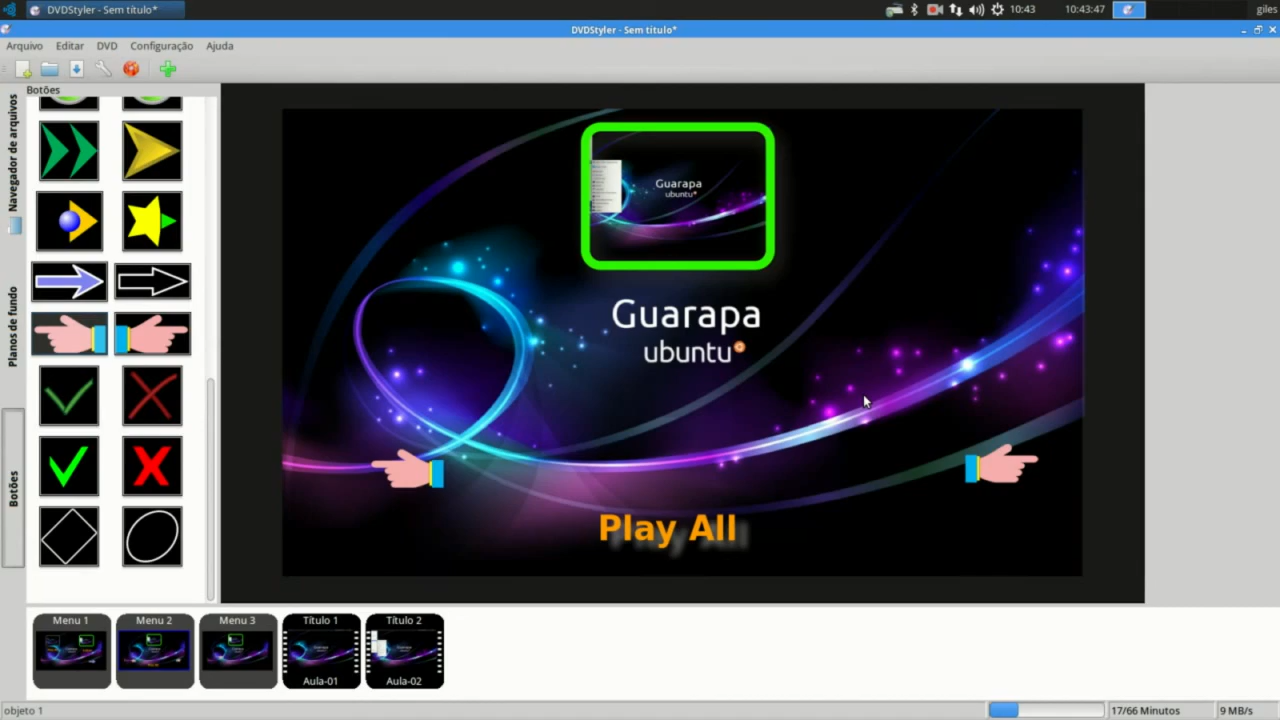 DVDStyler - Sem título*
10:43
10:43:47
giles
DVDStyler - Sem título*
Arquivo Editar DVD Configuração Ajuda
Botões
Navegador de arquivos
Planos de fundo
Botões
Guarapa
ubuntu
Guarapa
ubuntu
Play All
Menu 1
Menu 2
Menu 3
Título 1
Título 2
Aula-01
Aula-02
objeto 1
17/66 Minutos
9 MB/s